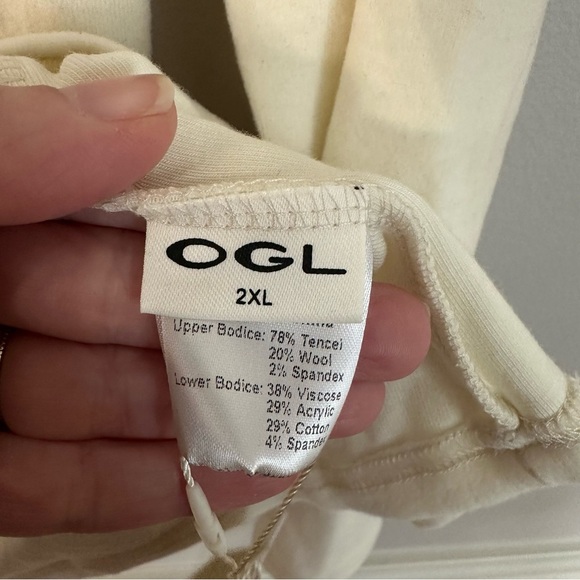 OGL
2XL
Upper Bodice: 78% Tencel
20% Wool
2% Spandex
Lower Bodice: 38% Viscose
29% Acrylic
29% Cotton
4% Spandex